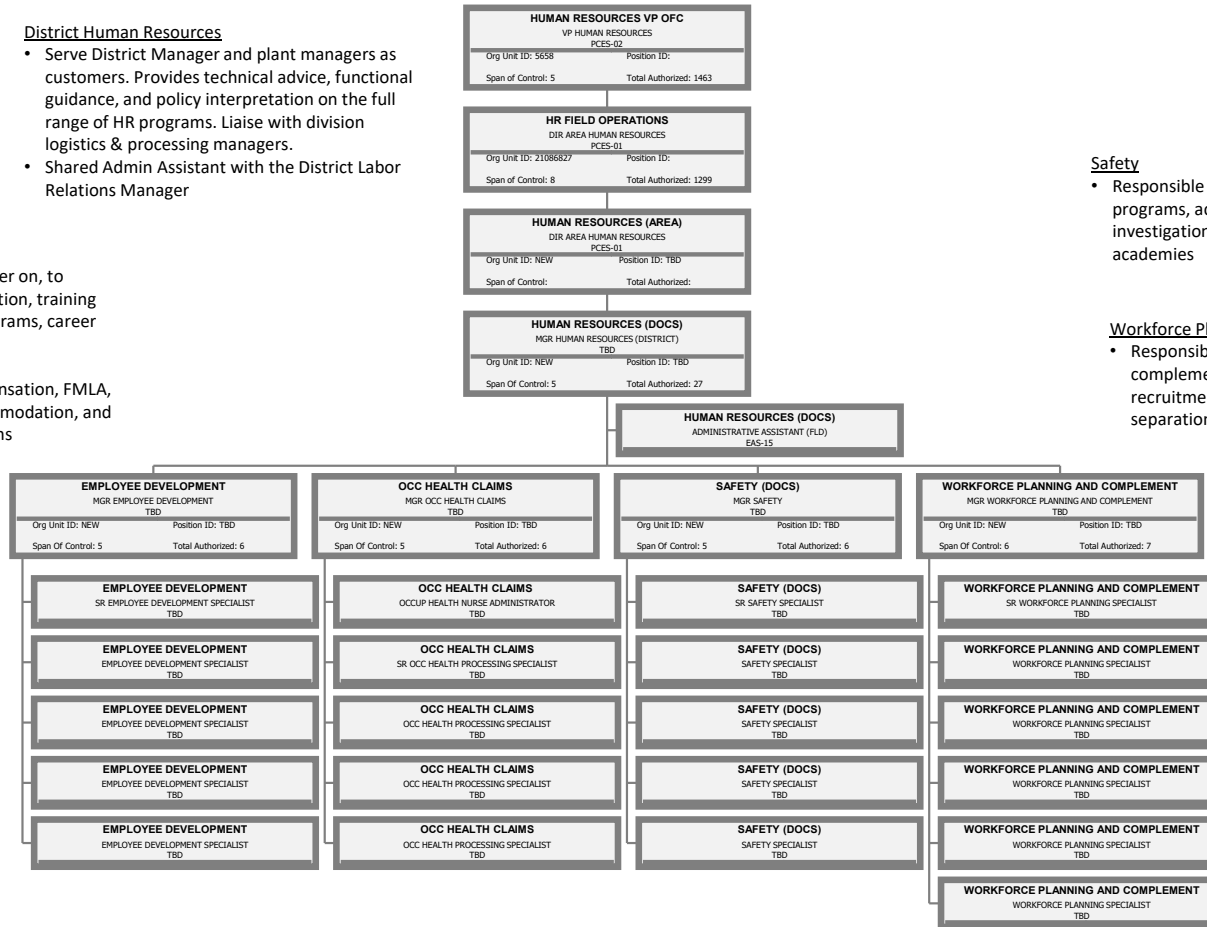 District Human Resources
• Serve District Manager and plant managers as
customers. Provides technical advice, functional
guidance, and policy interpretation on the full
range of HR programs. Liaise with division
logistics & processing managers.
• Shared Admin Assistant with the District Labor
Relations Manager
er on, to
tion, training
rams, career
nsation, FMLA,
modation, and
ns
HUMAN RESOURCES VP OFC
VP HUMAN RESOURCES
PCES-02
Org Unit ID: 5658 Position ID:
Span of Control: 5 Total Authorized: 1463
HR FIELD OPERATIONS
DIR AREA HUMAN RESOURCES
PCES-01
Org Unit ID: 21086827 Position ID:
Span of Control: 8 Total Authorized: 1299
HUMAN RESOURCES (AREA)
DIR AREA HUMAN RESOURCES
PCES-01
Org Unit ID: NEW Position ID: TBD
Span of Control: Total Authorized:
HUMAN RESOURCES (DOCS)
MGR HUMAN RESOURCES (DISTRICT)
TBD
Org Unit ID: NEW Position ID: TBD
Span Of Control: 5 Total Authorized: 27
HUMAN RESOURCES (DOCS)
ADMINISTRATIVE ASSISTANT (FLD)
EAS-15
Safety
• Responsible
programs, ac
investigation
academies
Workforce Pl
• Responsib
compleme
recruitme
separation
EMPLOYEE DEVELOPMENT
MGR EMPLOYEE DEVELOPMENT
TBD
Org Unit ID: NEW Position ID: TBD
Span Of Control: 5 Total Authorized: 6
EMPLOYEE DEVELOPMENT
SR EMPLOYEE DEVELOPMENT SPECIALIST
TBD
EMPLOYEE DEVELOPMENT
EMPLOYEE DEVELOPMENT SPECIALIST
TBD
EMPLOYEE DEVELOPMENT
EMPLOYEE DEVELOPMENT SPECIALIST
TBD
EMPLOYEE DEVELOPMENT
EMPLOYEE DEVELOPMENT SPECIALIST
TBD
EMPLOYEE DEVELOPMENT
EMPLOYEE DEVELOPMENT SPECIALIST
TBD
OCC HEALTH CLAIMS
MGR OCC HEALTH CLAIMS
TBD
Org Unit ID: NEW Position ID: TBD
Span Of Control: 5 Total Authorized: 6
OCC HEALTH CLAIMS
OCCUP HEALTH NURSE ADMINISTRATOR
TBD
OCC HEALTH CLAIMS
SR OCC HEALTH PROCESSING SPECIALIST
TBD
OCC HEALTH CLAIMS
OCC HEALTH PROCESSING SPECIALIST
TBD
OCC HEALTH CLAIMS
OCC HEALTH PROCESSING SPECIALIST
TBD
OCC HEALTH CLAIMS
OCC HEALTH PROCESSING SPECIALIST
TBD
SAFETY (DOCS)
MGR SAFETY
TBD
Org Unit ID: NEW Position ID: TBD
Span Of Control: 5 Total Authorized: 6
SAFETY (DOCS)
SR SAFETY SPECIALIST
TBD
SAFETY (DOCS)
SAFETY SPECIALIST
TBD
SAFETY (DOCS)
SAFETY SPECIALIST
TBD
SAFETY (DOCS)
SAFETY SPECIALIST
TBD
SAFETY (DOCS)
SAFETY SPECIALIST
TBD
WORKFORCE PLANNING AND COMPLEMENT
MGR WORKFORCE PLANNING AND COMPLEMENT
TBD
Org Unit ID: NEW Position ID: TBD
Span Of Control: 6 Total Authorized: 7
WORKFORCE PLANNING AND COMPLEMENT
SR WORKFORCE PLANNING SPECIALIST
TBD
WORKFORCE PLANNING AND COMPLEMENT
WORKFORCE PLANNING SPECIALIST
TBD
WORKFORCE PLANNING AND COMPLEMENT
WORKFORCE PLANNING SPECIALIST
TBD
WORKFORCE PLANNING AND COMPLEMENT
WORKFORCE PLANNING SPECIALIST
TBD
WORKFORCE PLANNING AND COMPLEMENT
WORKFORCE PLANNING SPECIALIST
TBD
WORKFORCE PLANNING AND COMPLEMENT
WORKFORCE PLANNING SPECIALIST
TBD